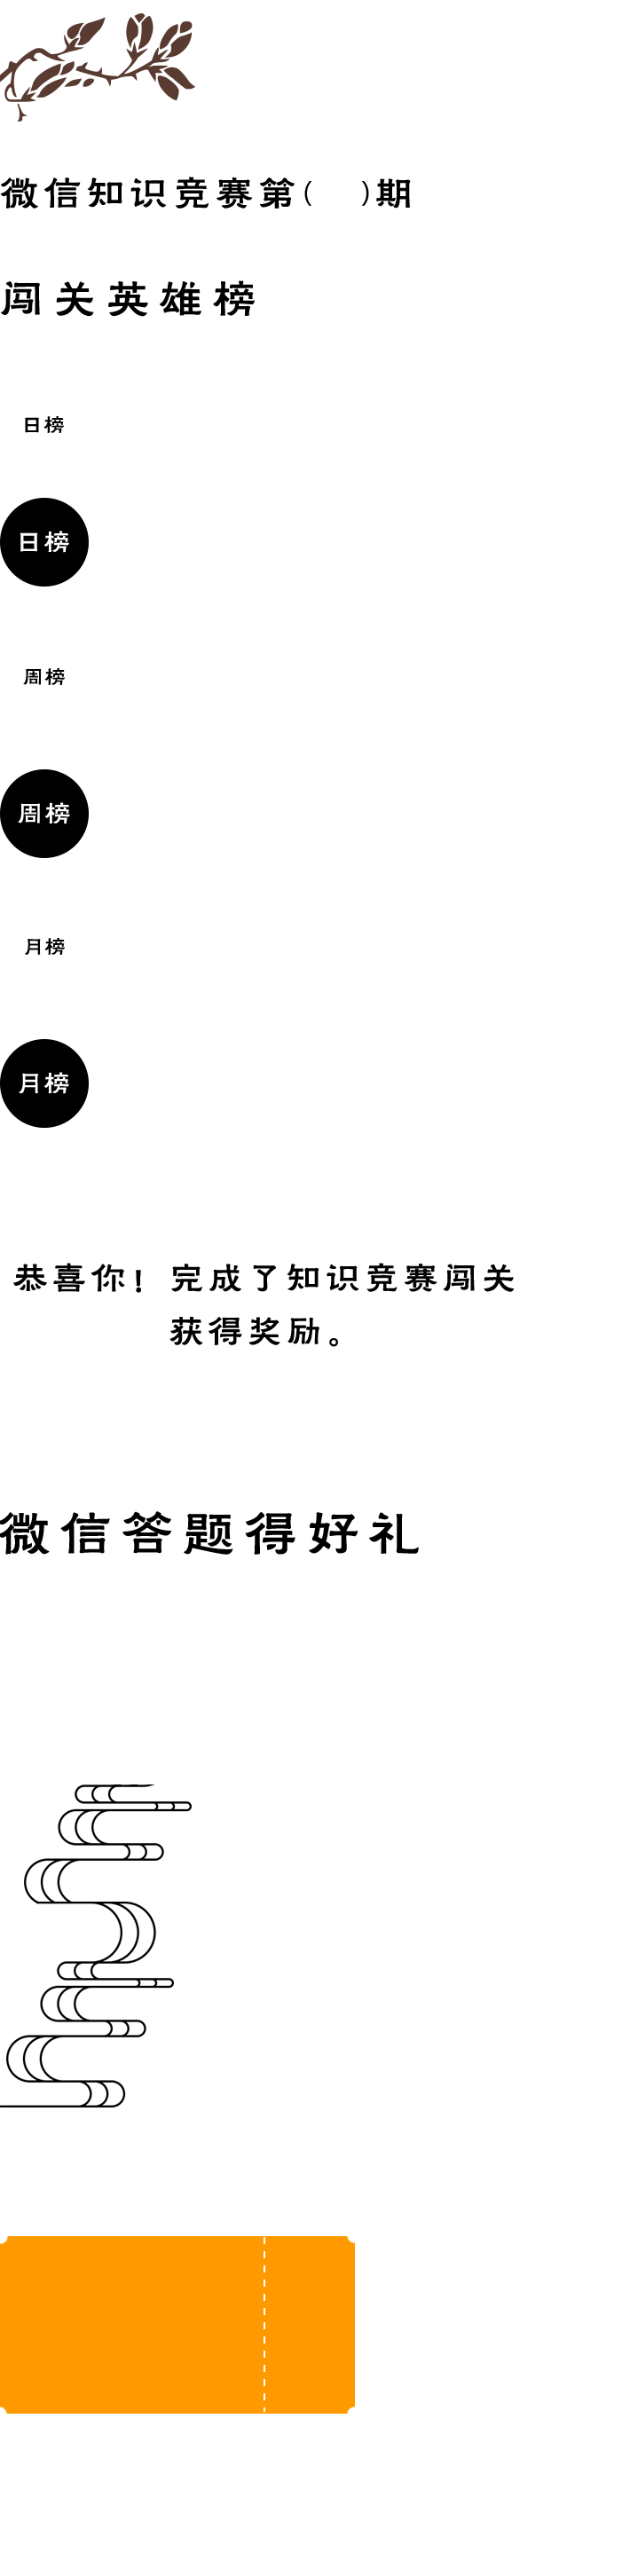 微信知识竞赛第( )期
闯关英雄榜
日榜
日榜
周榜
周榜
月榜
月榜
恭喜你！完成了知识竞赛闯关
获得奖励。
微信答题得好礼